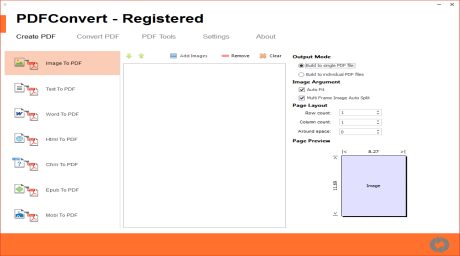 PDFConvert - Registered
Create PDF Convert PDF PDF Tools Settings About
Image To PDF
Text To PDF
Word To PDF
Html To PDF
Chm To PDF
Epub To PDF
Mobi To PDF
Add Images Remove Clear
Output Mode
Build to single PDF file
Build to individual PDF files
Image Argument
Auto Fit
Multi Frame Image Auto Split
Page Layout
Row count: 1
Column count: 1
Around space: 0
Page Preview
|< 8.27 >|
11.69
Image